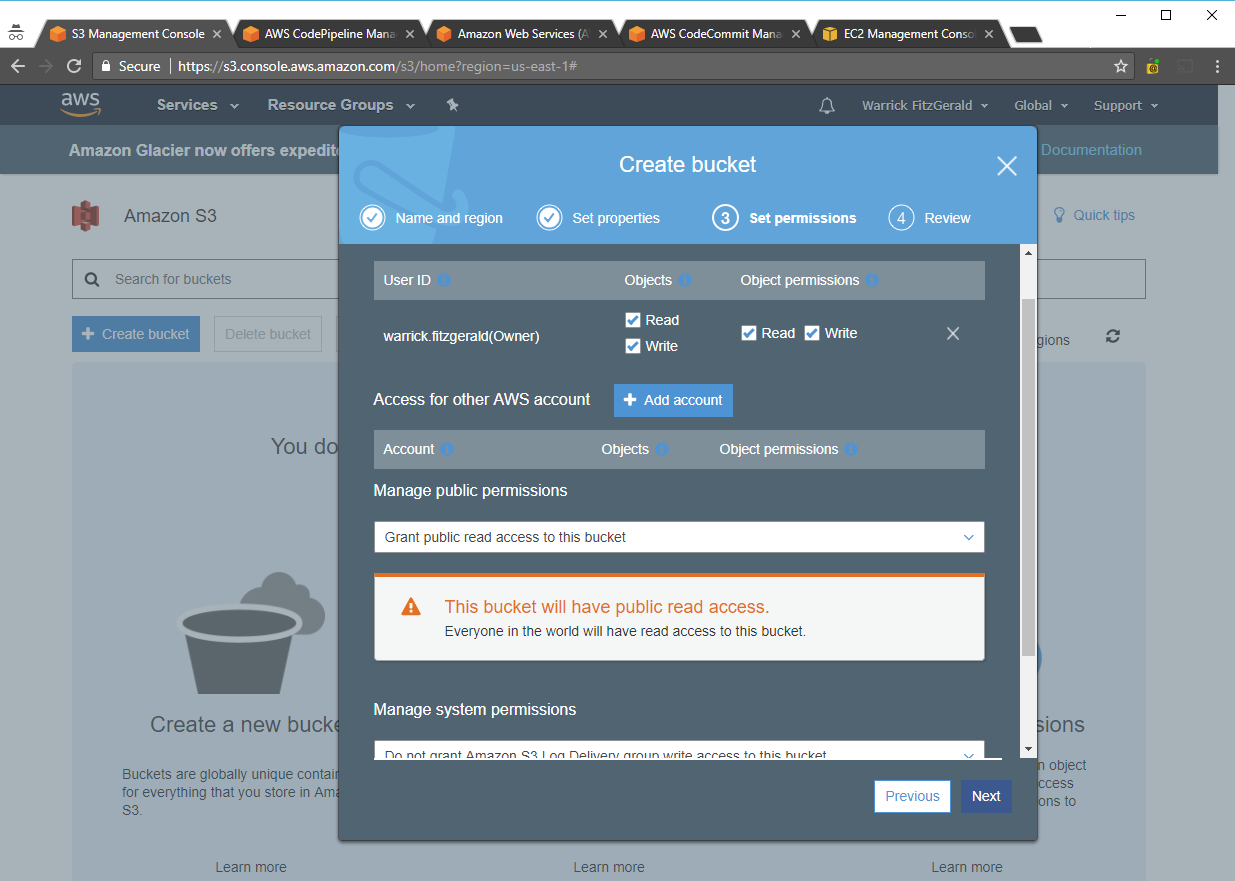 S3 Management Console
AWS CodePipeline Mana
Amazon Web Services (A
AWS CodeCommit Mana
EC2 Management Conso
Secure
https://s3.console.aws.amazon.com/s3/home?region=us-east-1#
aws
Services
Resource Groups
Warrick FitzGerald
Global
Support
Amazon Glacier now offers expedit
Documentation
Create bucket
Name and region
Set properties
3 Set permissions
4 Review
Amazon S3
Quick tips
Search for buckets
+ Create bucket
Delete bucket
gions
User ID
Objects
Object permissions
warrick.fitzgerald(Owner)
Read
Write
Read
Write
Access for other AWS account
+ Add account
Account
Objects
Object permissions
You do
Manage public permissions
Grant public read access to this bucket
This bucket will have public read access.
Everyone in the world will have read access to this bucket.
Manage system permissions
Do not grant Amazon S3 Log Delivery group write access to this bucket
Previous
Next
Create a new bucke
Buckets are globally unique contain
for everything that you store in Ama
S3.
sions
n object
ccess
ons to
Learn more
Learn more
Learn more